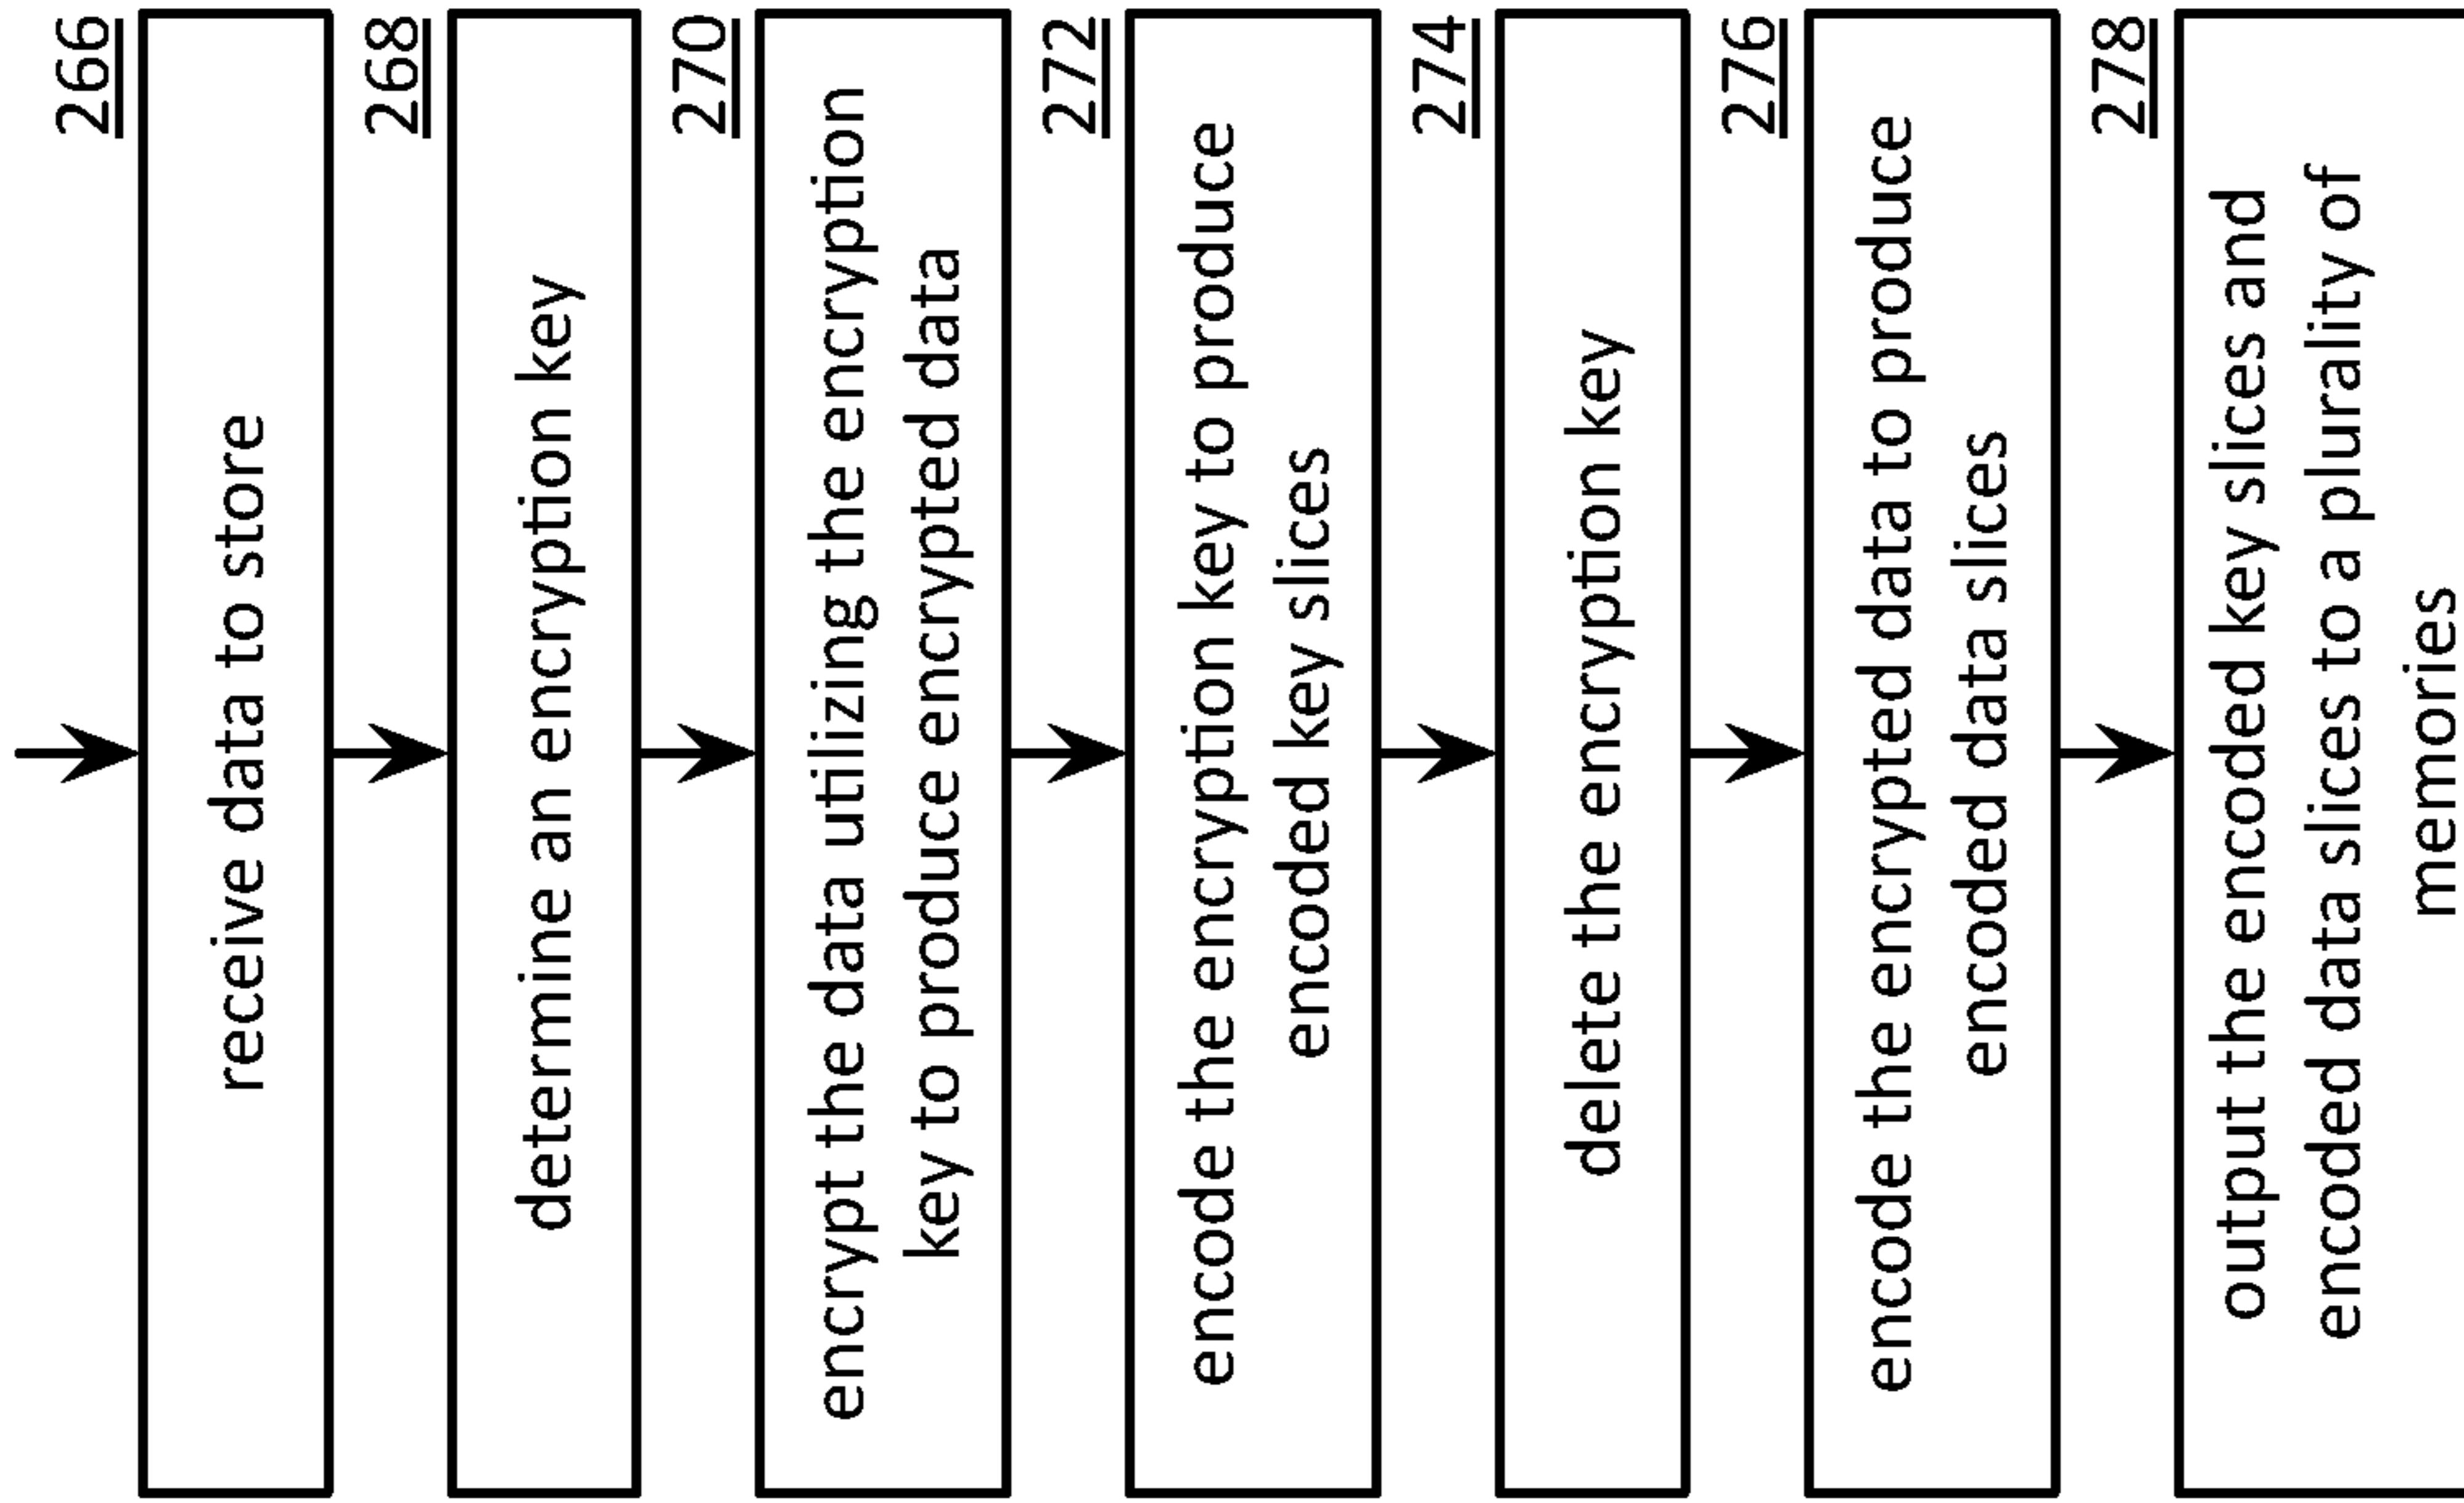 266
receive data to store
268
determine an encryption key
270
encrypt the data utilizing the encryption
key to produce encrypted data
272
encode the encryption key to produce
encoded key slices
274
delete the encryption key
276
encode the encrypted data to produce
encoded data slices
278
output the encoded key slices and
encoded data slices to a plurality of
memories